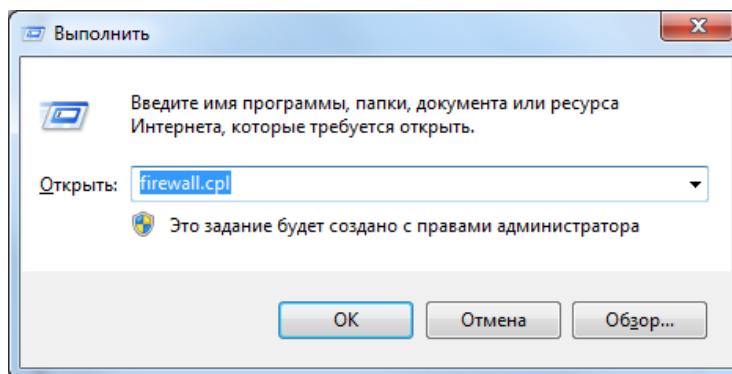 Выполнить
Введите имя программы, папки, документа или ресурса
Интернета, которые требуется открыть.
Открыть: firewall.cpl
Это задание будет создано с правами администратора
ОК Отмена Обзор...